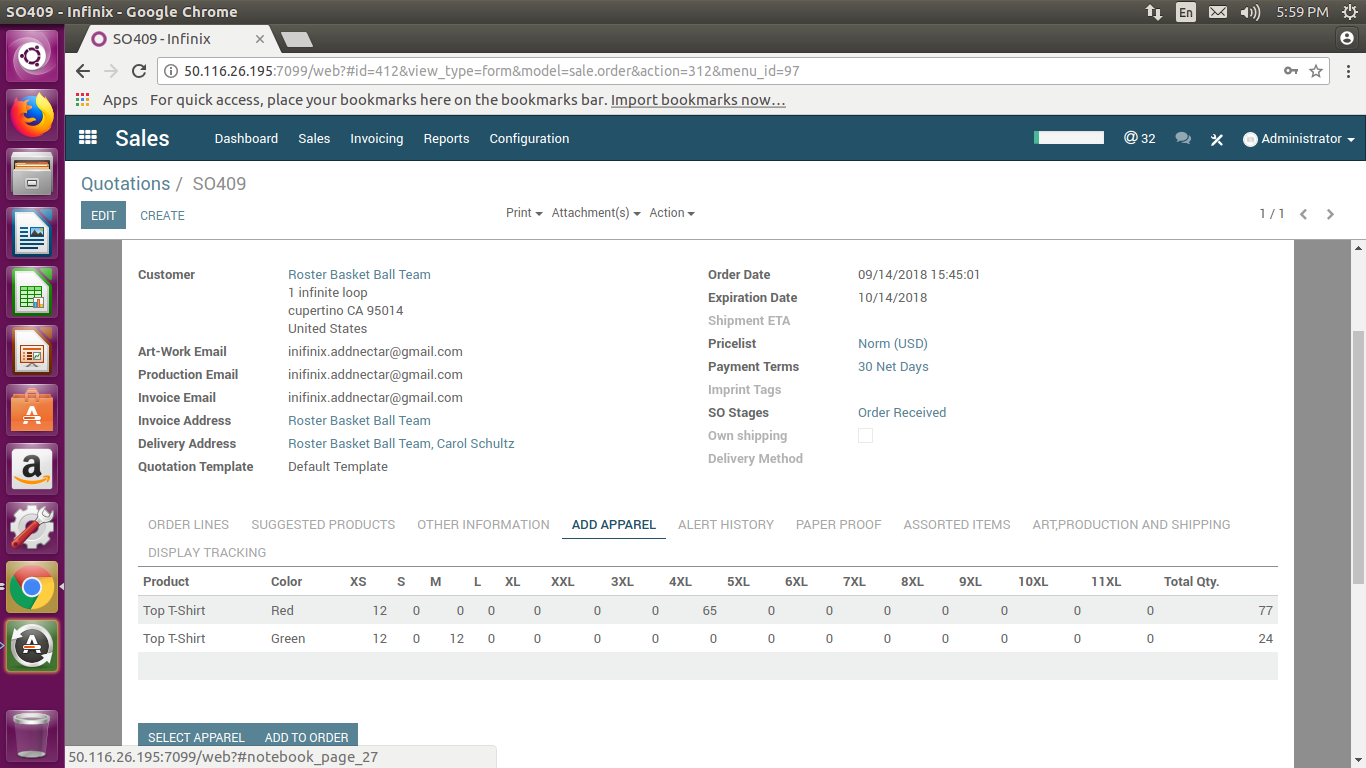 SO409 - Infinix - Google Chrome
En
5:59 PM
SO409 - Infinix
50.116.26.195:7099/web?#id=412&view_type=form&model=sale.order&action=312&menu_id=97
Apps For quick access, place your bookmarks here on the bookmarks bar. Import bookmarks now…
Sales Dashboard Sales Invoicing Reports Configuration @ 32 Administrator
Quotations / SO409
EDIT CREATE Print Attachment(s) Action 1 / 1
Customer Roster Basket Ball Team Order Date 09/14/2018 15:45:01
1 infinite loop Expiration Date 10/14/2018
cupertino CA 95014 Shipment ETA
United States
Pricelist Norm (USD)
Art-Work Email inifinix.addnectar@gmail.com
Production Email inifinix.addnectar@gmail.com Payment Terms 30 Net Days
Invoice Email inifinix.addnectar@gmail.com Imprint Tags
Invoice Address Roster Basket Ball Team SO Stages Order Received
Delivery Address Roster Basket Ball Team, Carol Schultz Own shipping
Quotation Template Default Template Delivery Method
ORDER LINES SUGGESTED PRODUCTS OTHER INFORMATION ADD APPAREL ALERT HISTORY PAPER PROOF ASSORTED ITEMS ART,PRODUCTION AND SHIPPING
DISPLAY TRACKING
Product Color XS S M L XL XXL 3XL 4XL 5XL 6XL 7XL 8XL 9XL 10XL 11XL Total Qty.
Top T-Shirt Red 12 0 0 0 0 0 0 65 0 0 0 0 0 0 0 77
Top T-Shirt Green 12 0 12 0 0 0 0 0 0 0 0 0 0 0 0 24
SELECT APPAREL ADD TO ORDER
50.116.26.195:7099/web?#notebook_page_27